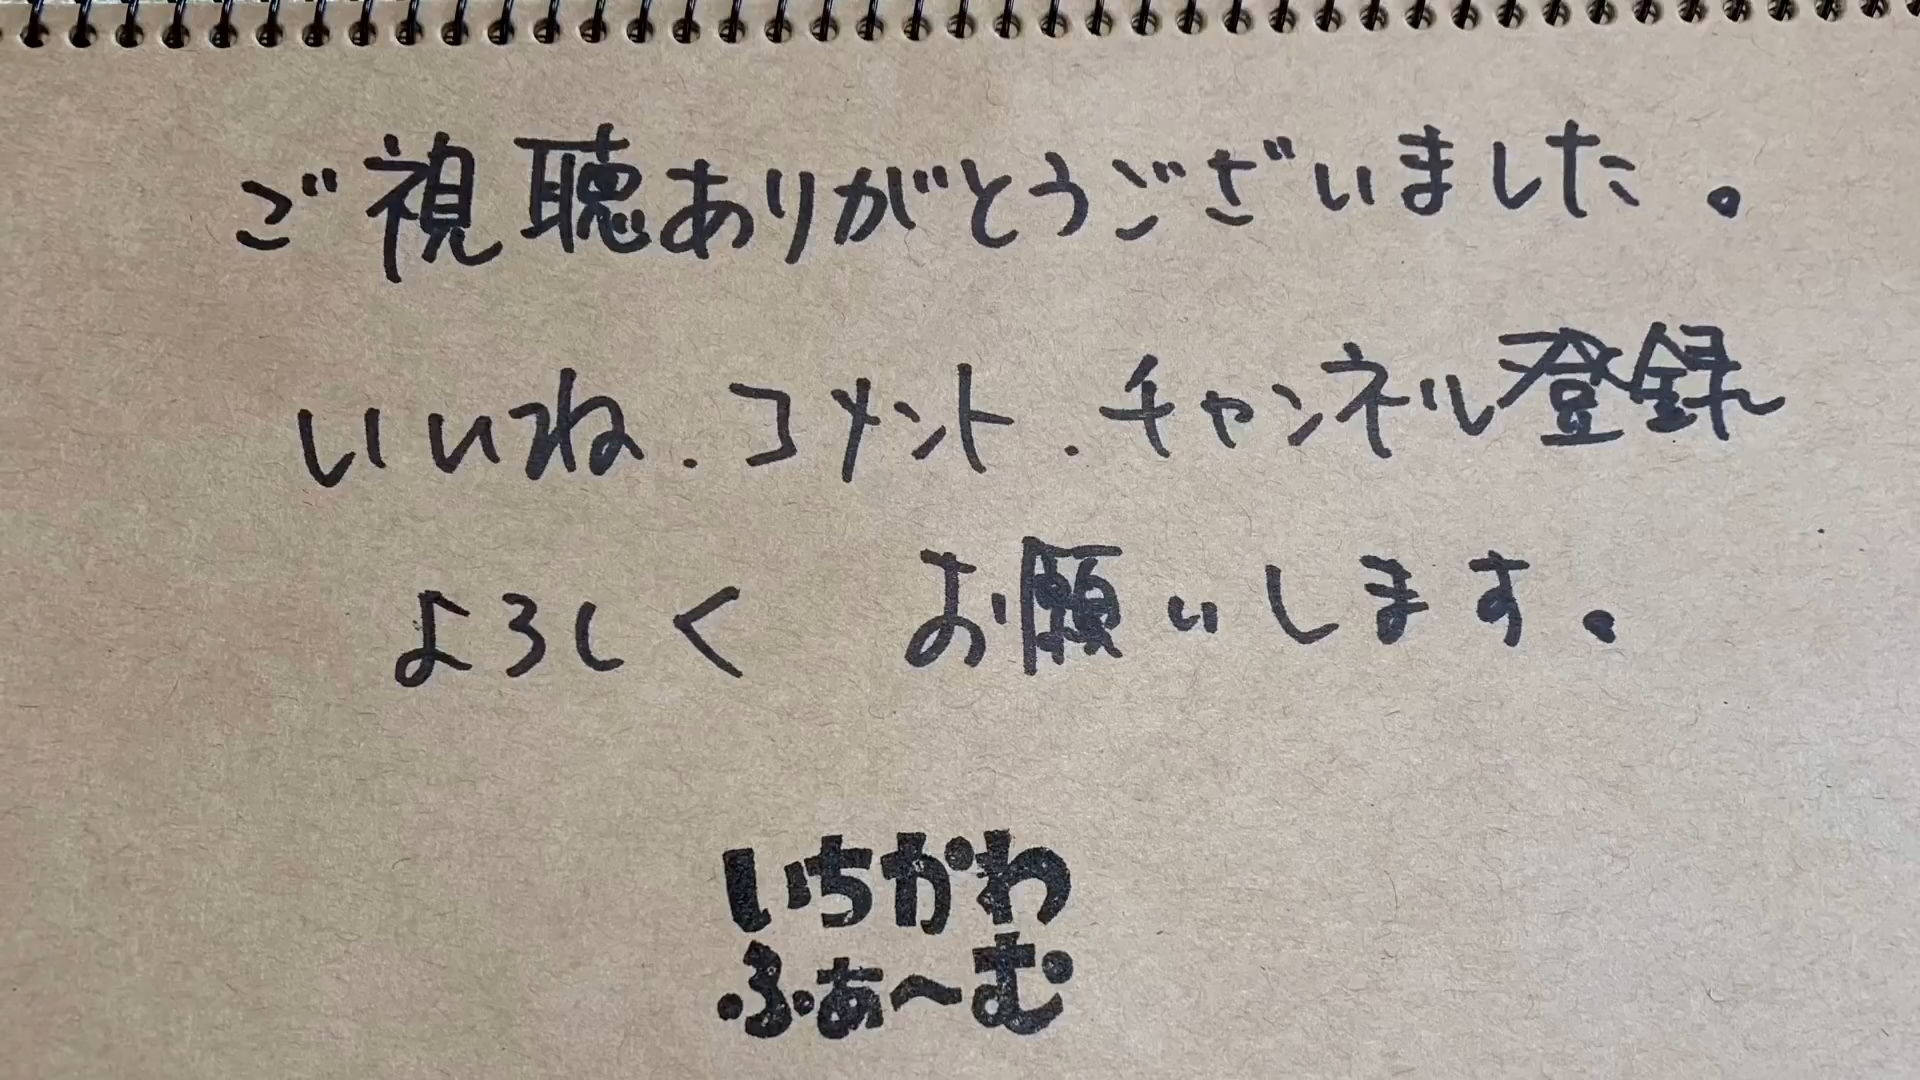 ご視聴ありがとうございました。
いいね.コメント.チャンネル登録
よろしく お願いします。
いちかわ
ふぁ〜む